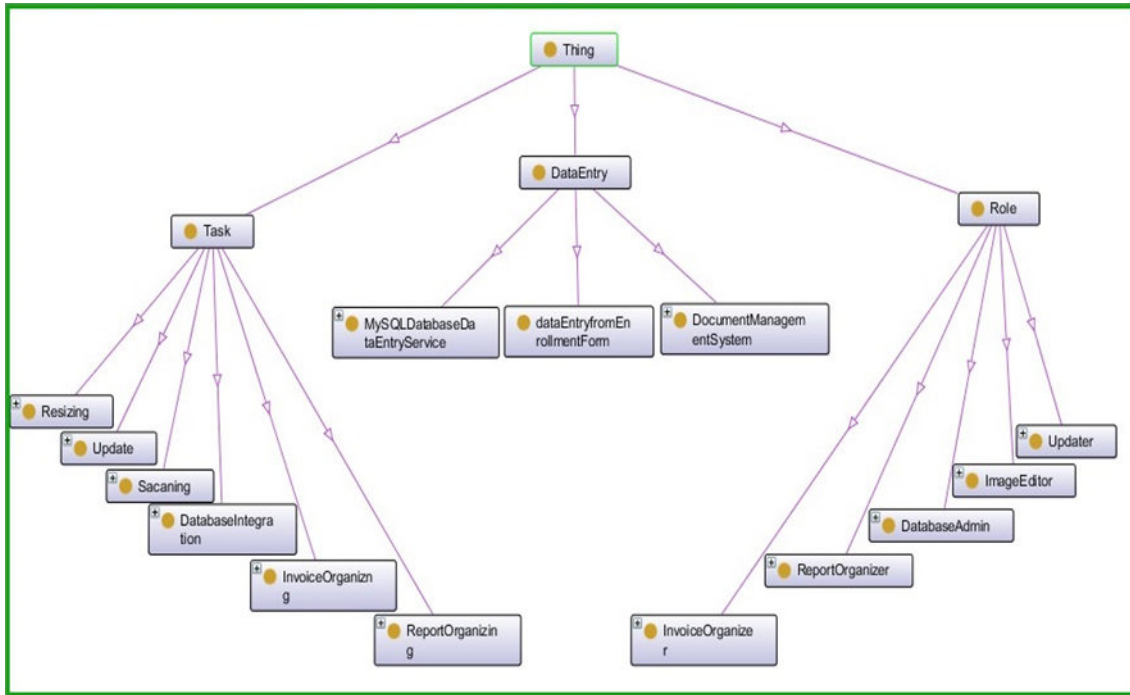 Thing
DataEntry
Role
Task
MySQLDatabaseDa
taEntryService
dataEntryfromEn
rollmentForm
DocumentManagem
entSystem
Resizing
Update
Sacaning
DatabaseIntegra
tion
InvoiceOrganizn
g
ReportOrganizin
g
Updater
ImageEditor
DatabaseAdmin
ReportOrganizer
InvoiceOrganize
r